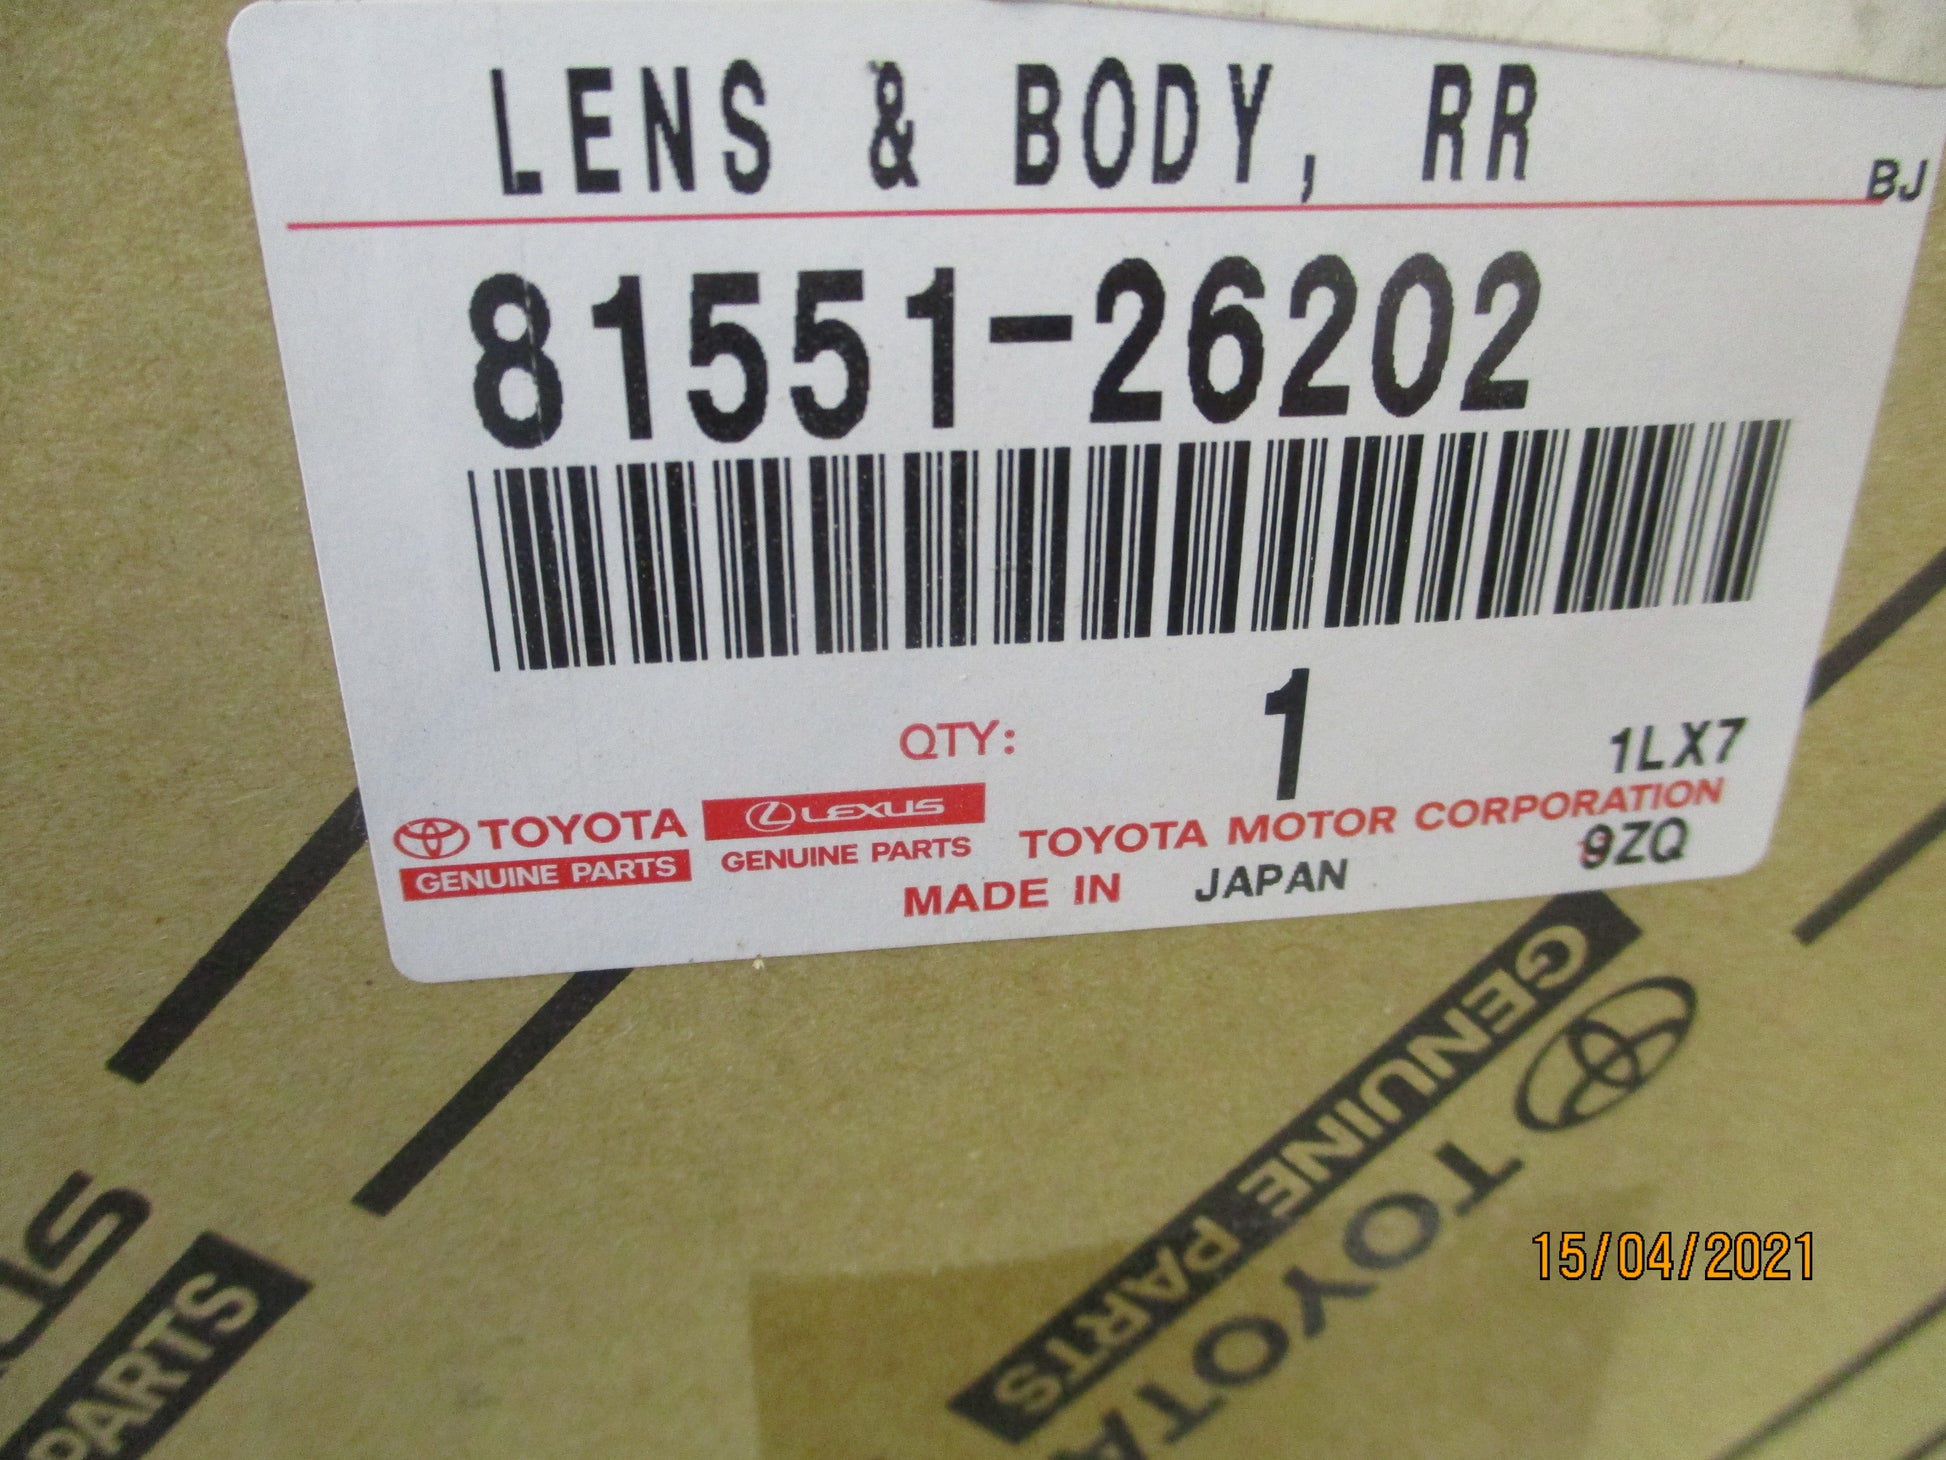 LENS & BODY, RR
BJ
81551-26202
QTY: 1
1LX7
TOYOTA
GENUINE PARTS
LEXUS
GENUINE PARTS
TOYOTA MOTOR CORPORATION
9ZQ
MADE IN JAPAN
GENUINE PARTS
TOYOTA
PARTS
15/04/2021